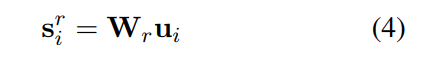 s_i^r = W_r u_i (4)